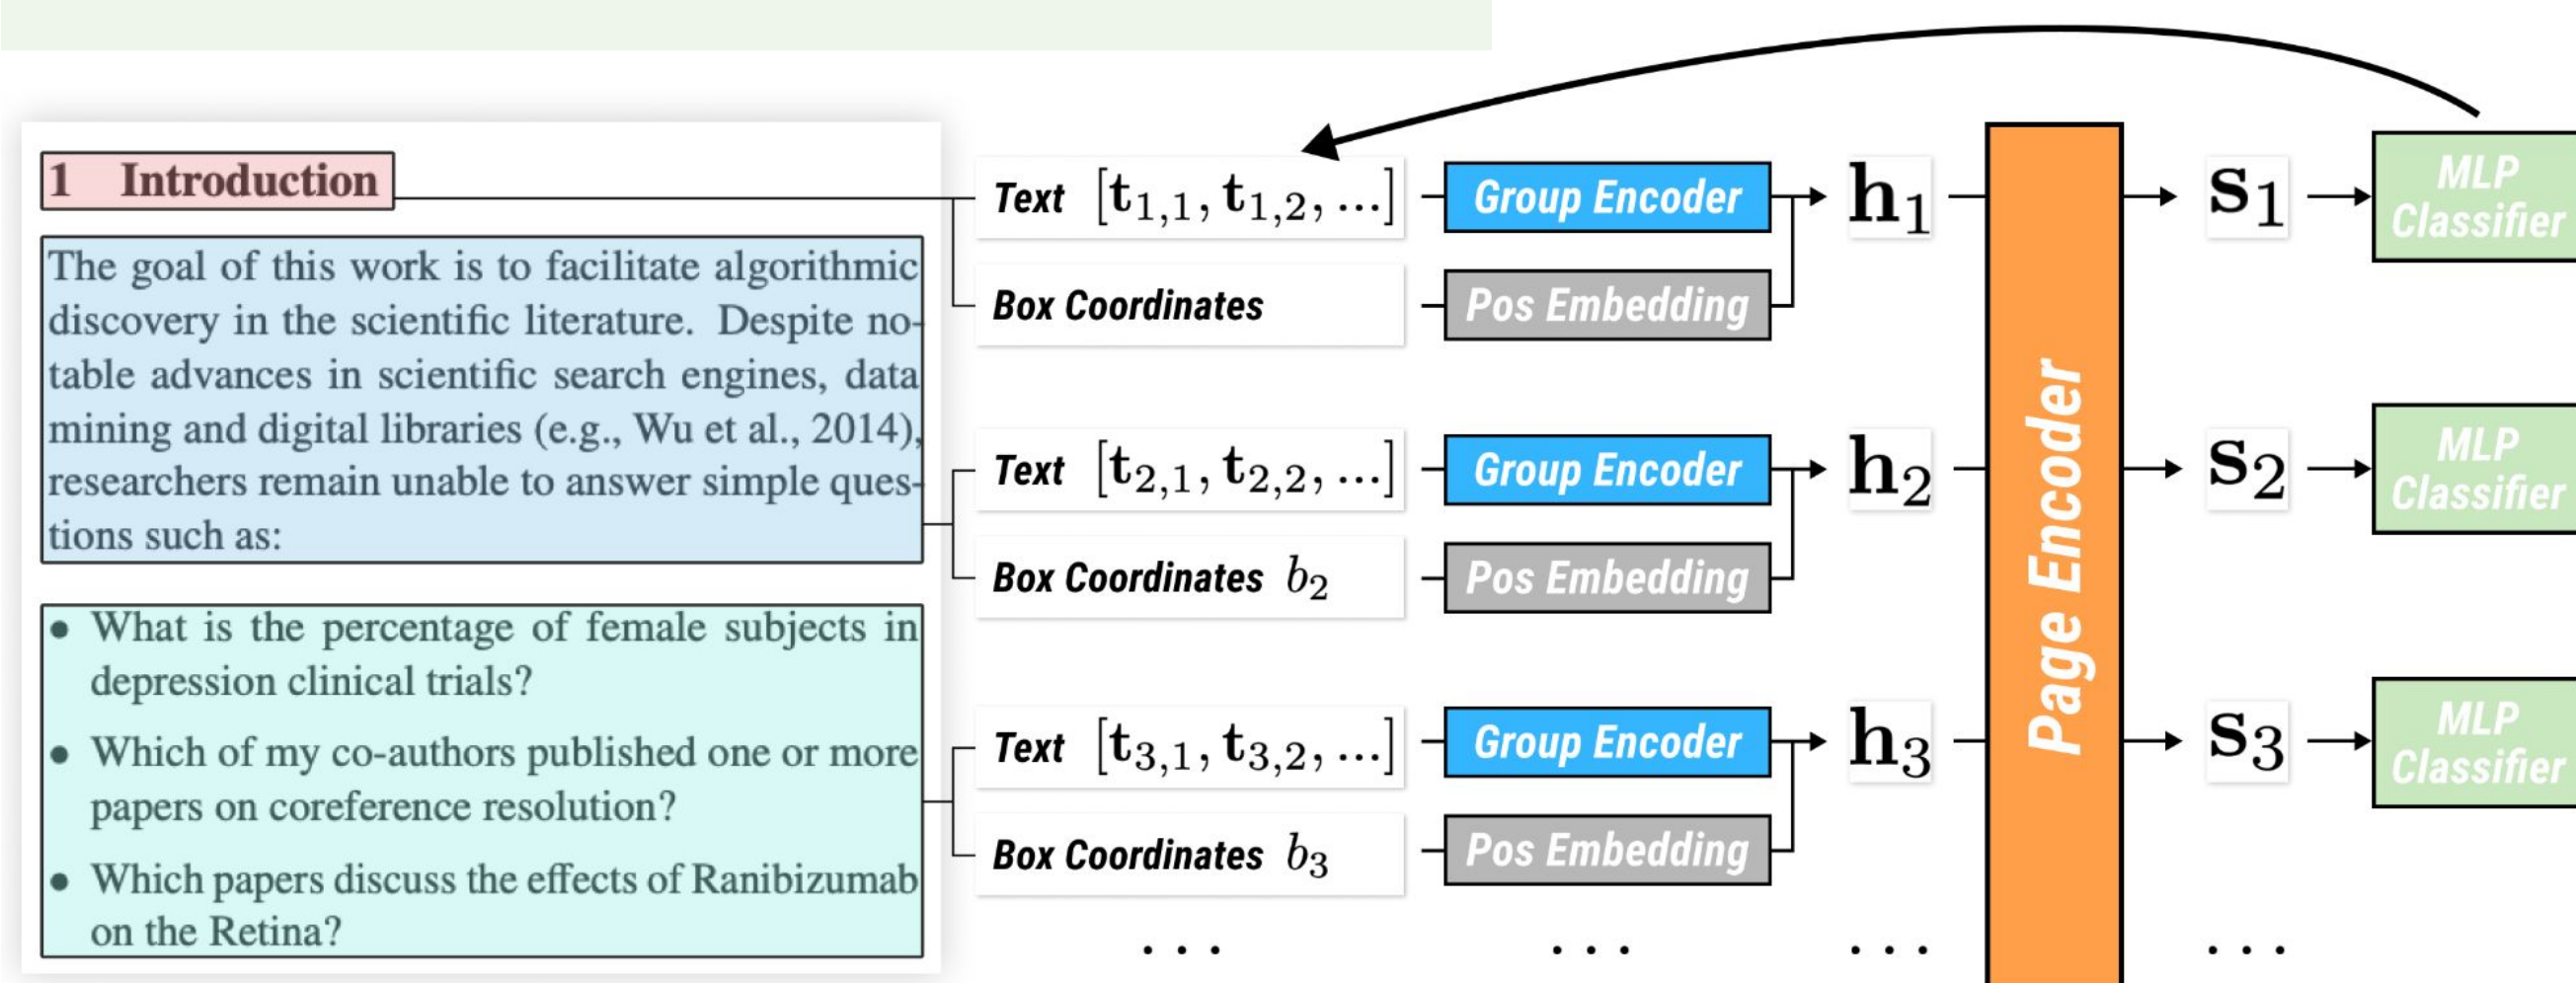 1 Introduction
The goal of this work is to facilitate algorithmic
discovery in the scientific literature. Despite no-
table advances in scientific search engines, data
mining and digital libraries (e.g., Wu et al., 2014),
researchers remain unable to answer simple ques-
tions such as:
• What is the percentage of female subjects in
depression clinical trials?
• Which of my co-authors published one or more
papers on coreference resolution?
• Which papers discuss the effects of Ranibizumab
on the Retina?
Text [t1,1, t1,2, ...]
Group Encoder
h1
s1
MLP
Classifier
Box Coordinates
Pos Embedding
Text [t2,1, t2,2, ...]
Group Encoder
h2
s2
MLP
Classifier
Box Coordinates b2
Pos Embedding
Text [t3,1, t3,2, ...]
Group Encoder
h3
s3
MLP
Classifier
Box Coordinates b3
Pos Embedding
Page Encoder
...
...
...
...